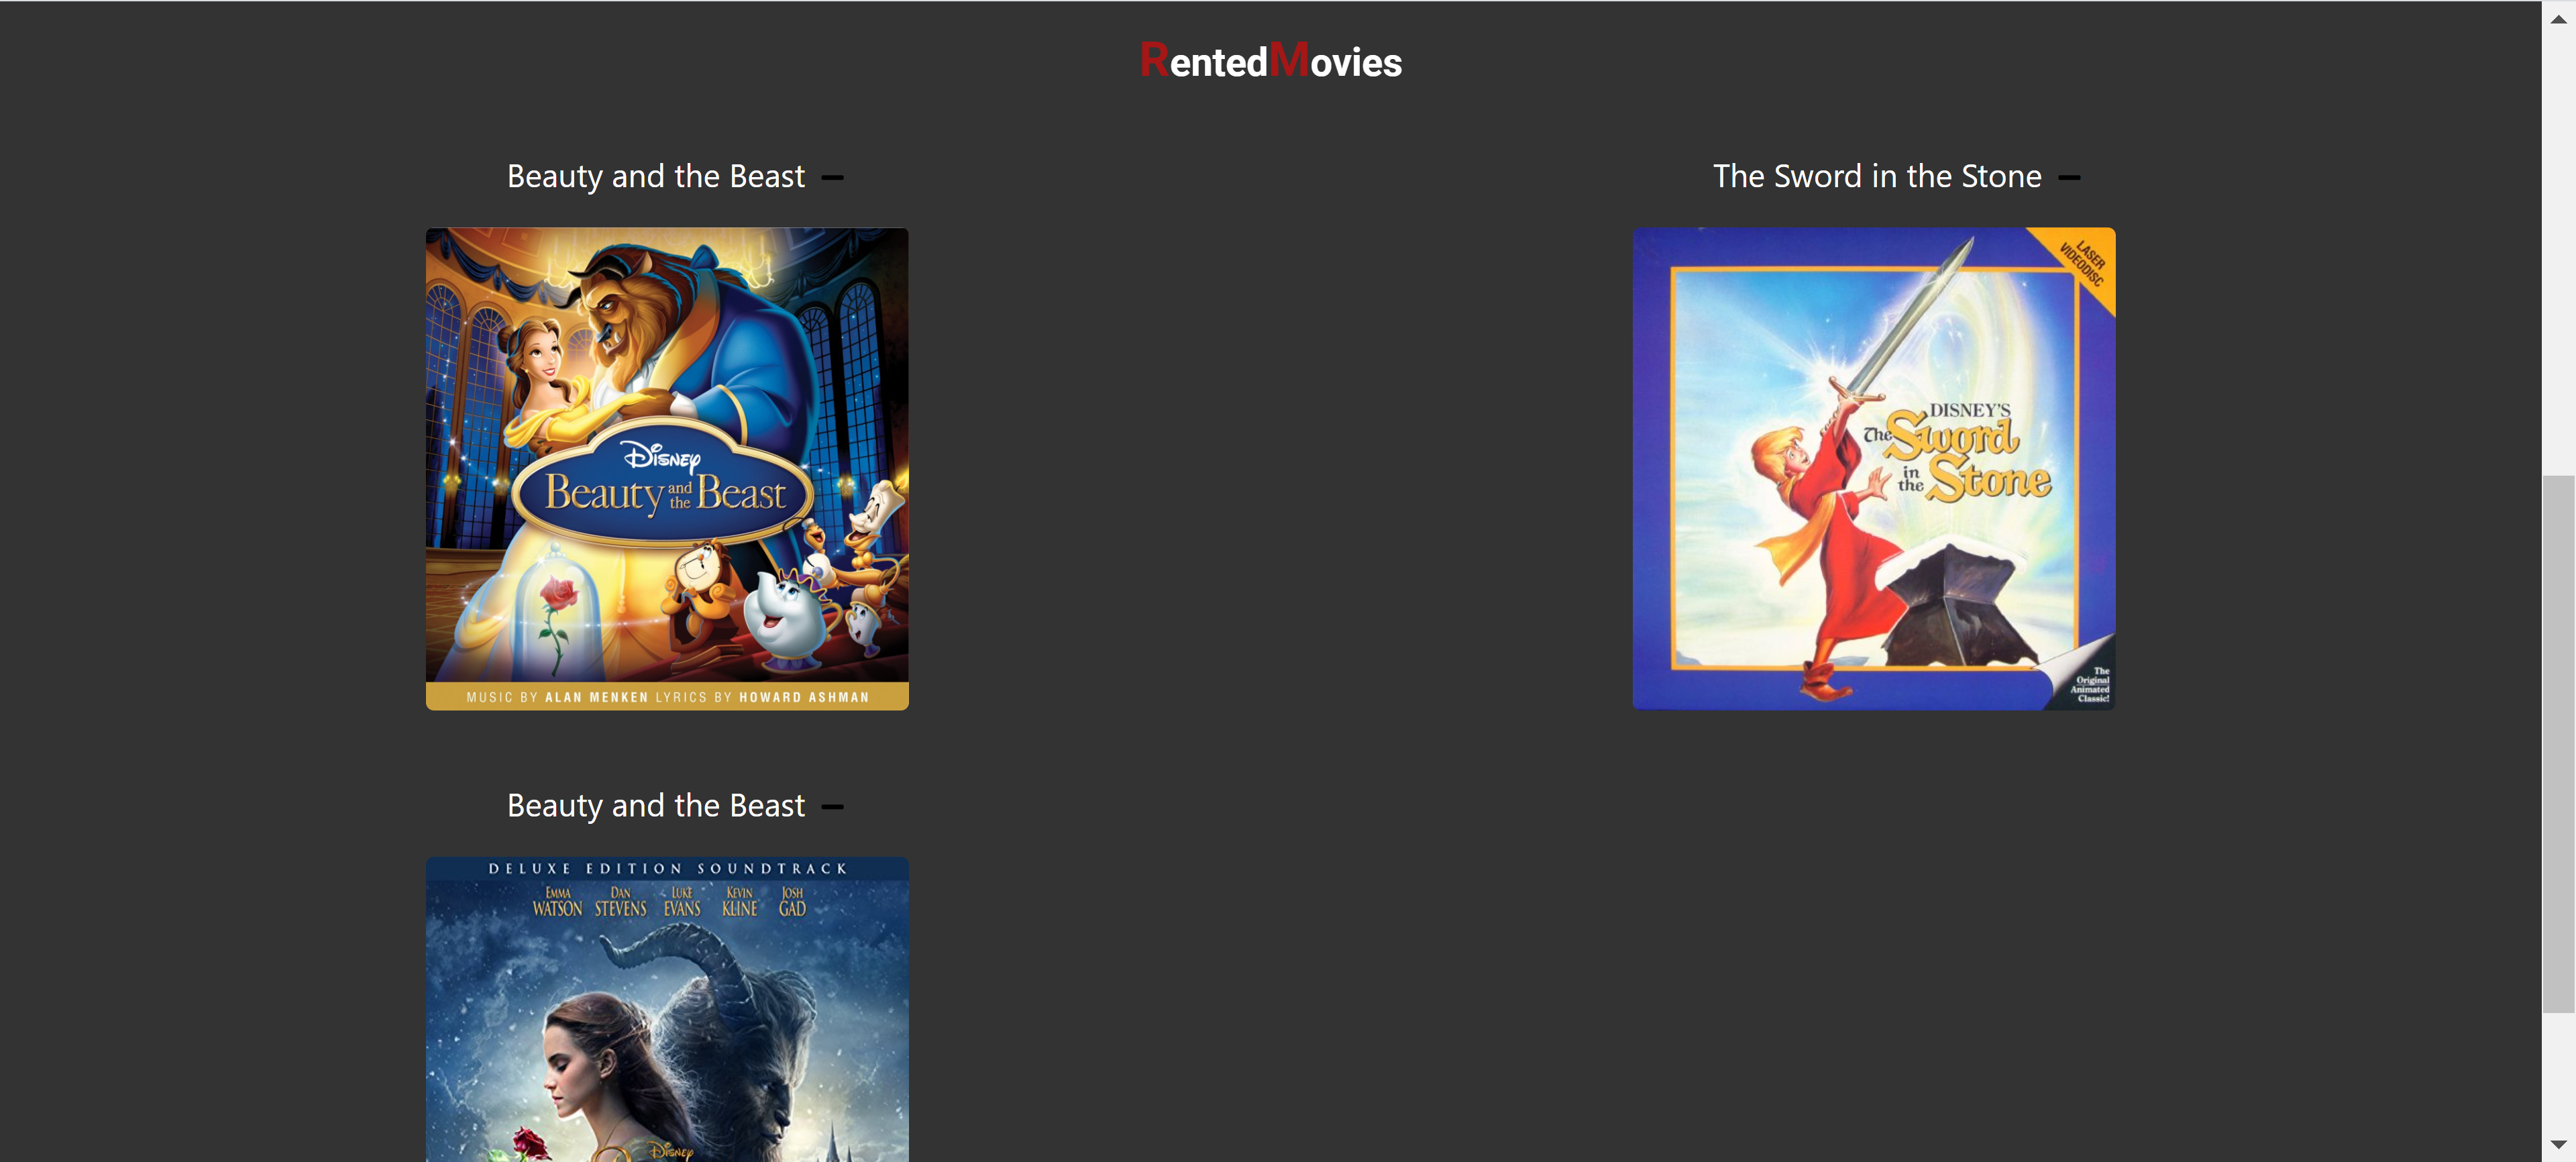 RentedMovies
Beauty and the Beast
The Sword in the Stone
Disney
Beauty and the Beast
MUSIC BY ALAN MENKEN LYRICS BY HOWARD ASHMAN
LASER
VIDEODISC
DISNEY'S
The Sword
in the Stone
The
Original
Animated
Classic!
Beauty and the Beast
DELUXE EDITION SOUNDTRACK
EMMA WATSON DAN STEVENS LUKE EVANS KEVIN KLINE JOSH GAD
Disney